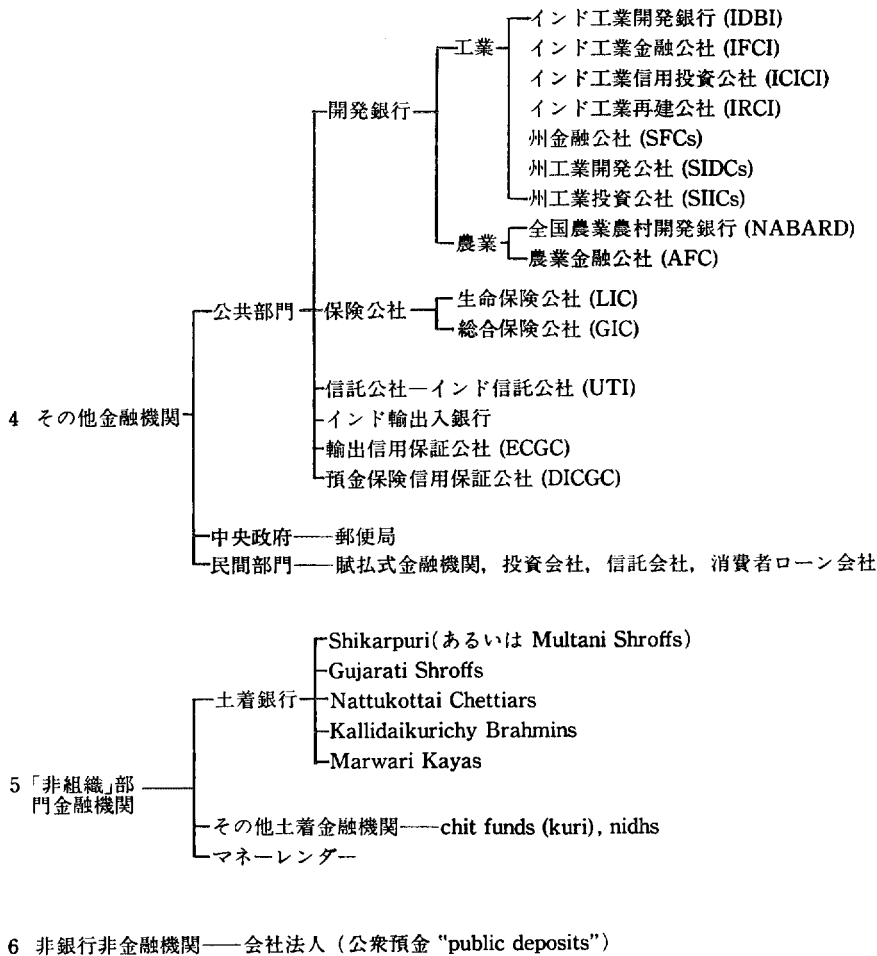 インド工業開発銀行 (IDBI)
工業
インド工業金融公社 (IFCI)
インド工業信用投資公社 (ICICI)
開発銀行
インド工業再建公社 (IRCI)
州金融公社 (SFCs)
州工業開発公社 (SIDCs)
州工業投資公社 (SIICs)
農業
全国農業農村開発銀行 (NABARD)
農業金融公社 (AFC)
公共部門
保険公社
生命保険公社 (LIC)
総合保険公社 (GIC)
4 その他金融機関
信託公社―インド信託公社 (UTI)
インド輸出入銀行
輸出信用保証公社 (ECGC)
預金保険信用保証公社 (DICGC)
中央政府――郵便局
民間部門――賦払式金融機関, 投資会社, 信託会社, 消費者ローン会社
Shikarpuri(あるいは Multani Shroffs)
Gujarati Shroffs
土着銀行
Nattukottai Chettiars
Kallidaikurichy Brahmins
Marwari Kayas
5 「非組織」部
門金融機関
その他土着金融機関――chit funds (kuri), nidhs
マネーレンダー
6 非銀行非金融機関――会社法人 (公衆預金 "public deposits")